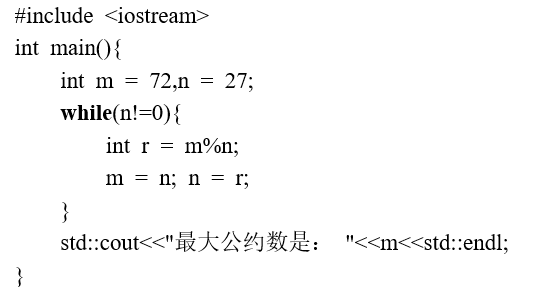 #include <iostream>
int main(){
int m = 72,n = 27;
while(n!=0){
int r = m%n;
m = n; n = r;
}
std::cout<<"最大公约数是： "<<m<<std::endl;
}